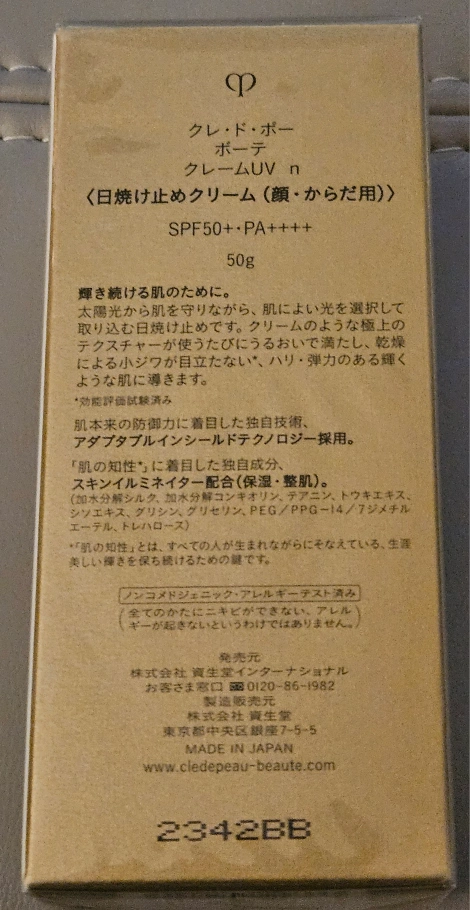 クレ・ド・ポー
ボーテ
クレームUV n
〈日焼け止めクリーム（顔・からだ用）〉
SPF50+・PA++++
50g
輝き続ける肌のために。
太陽光から肌を守りながら、肌によい光を選択して
取り込む日焼け止めです。クリームのような極上の
テクスチャーが使うたびにうるおいで満たし、乾燥
による小ジワが目立たない*、ハリ・弾力のある輝く
ような肌に導きます。
*効能評価試験済み
肌本来の防御力に着目した独自技術、
アダプタブルインシールドテクノロジー採用。
「肌の知性*」に着目した独自成分、
スキンイルミネイター配合（保湿・整肌）。
（加水分解シルク、加水分解コンキオリン、テアニン、トウキエキス、
シソエキス、グリシン、グリセリン、PEG／PPG-14／7ジメチル
エーテル、トレハロース）
*「肌の知性」とは、すべての人が生まれながらにそなえている、生涯
美しい輝きを保ち続けるための鍵です。
ノンコメドジェニック・アレルギーテスト済み
（全てのかたにニキビができない、アレル
ギーが起きないというわけではありません。）
発売元
株式会社 資生堂インターナショナル
お客さま窓口 0120-86-1982
製造販売元
株式会社 資生堂
東京都中央区銀座7-5-5
MADE IN JAPAN
www.cledepeau-beaute.com
2342BB